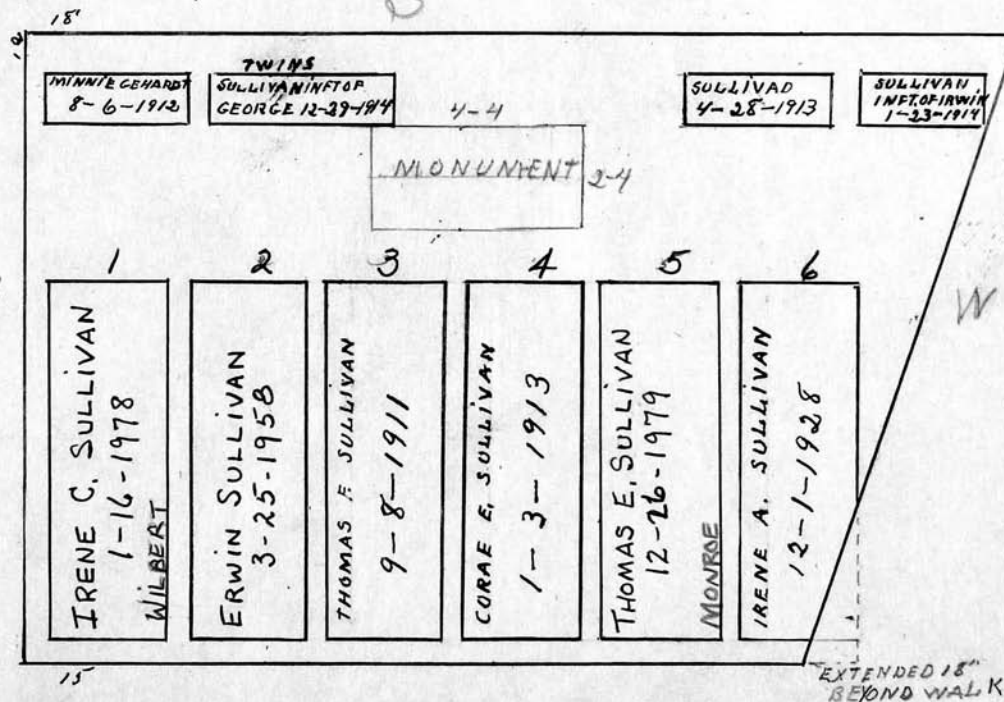 18'
MINNIE GEHARDT
8-6-1912
TWINS
SULLIVAN INFT OF
GEORGE 12-29-1914
SULLIVAD
4-28-1913
SULLIVAN
INFT. OF IRWIN
1-23-1914
4-4
MONUMENT
2-4
1
2
3
4
5
6
W
IRENE C. SULLIVAN
1-16-1978
WILBERT
ERWIN SULLIVAN
3-25-1958
THOMAS F. SULLIVAN
9-8-1911
CORAE E. SULLIVAN
1-3-1913
THOMAS E. SULLIVAN
12-26-1979
MONROE
IRENE A. SULLIVAN
12-1-1928
15
EXTENDED 18"
BEYOND WALK